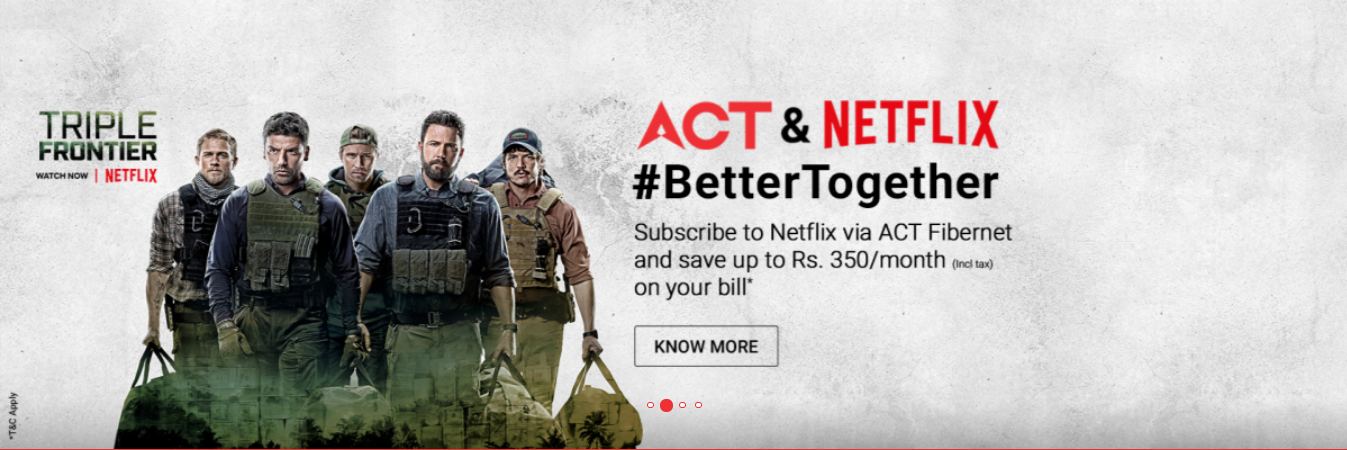 TRIPLE
FRONTIER
WATCH NOW | NETFLIX
ACT & NETFLIX
#BetterTogether
Subscribe to Netflix via ACT Fibernet
and save up to Rs. 350/month (Incl tax)
on your bill*
KNOW MORE
*T&C Apply